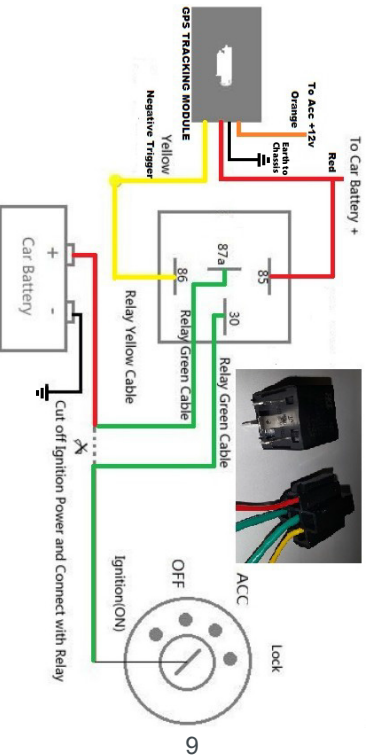 GPS TRACKING MODULE
To Acc +12v
Orange
Earth to
Chassis
Red
To Car Battery +
Yellow
Negative Trigger
87a
86
85
30
Relay Yellow Cable
Relay Green Cable
Relay Green Cable
+
-
Car Battery
Cut off Ignition Power and Connect with Relay
Ignition(ON)
OFF
ACC
Lock
9